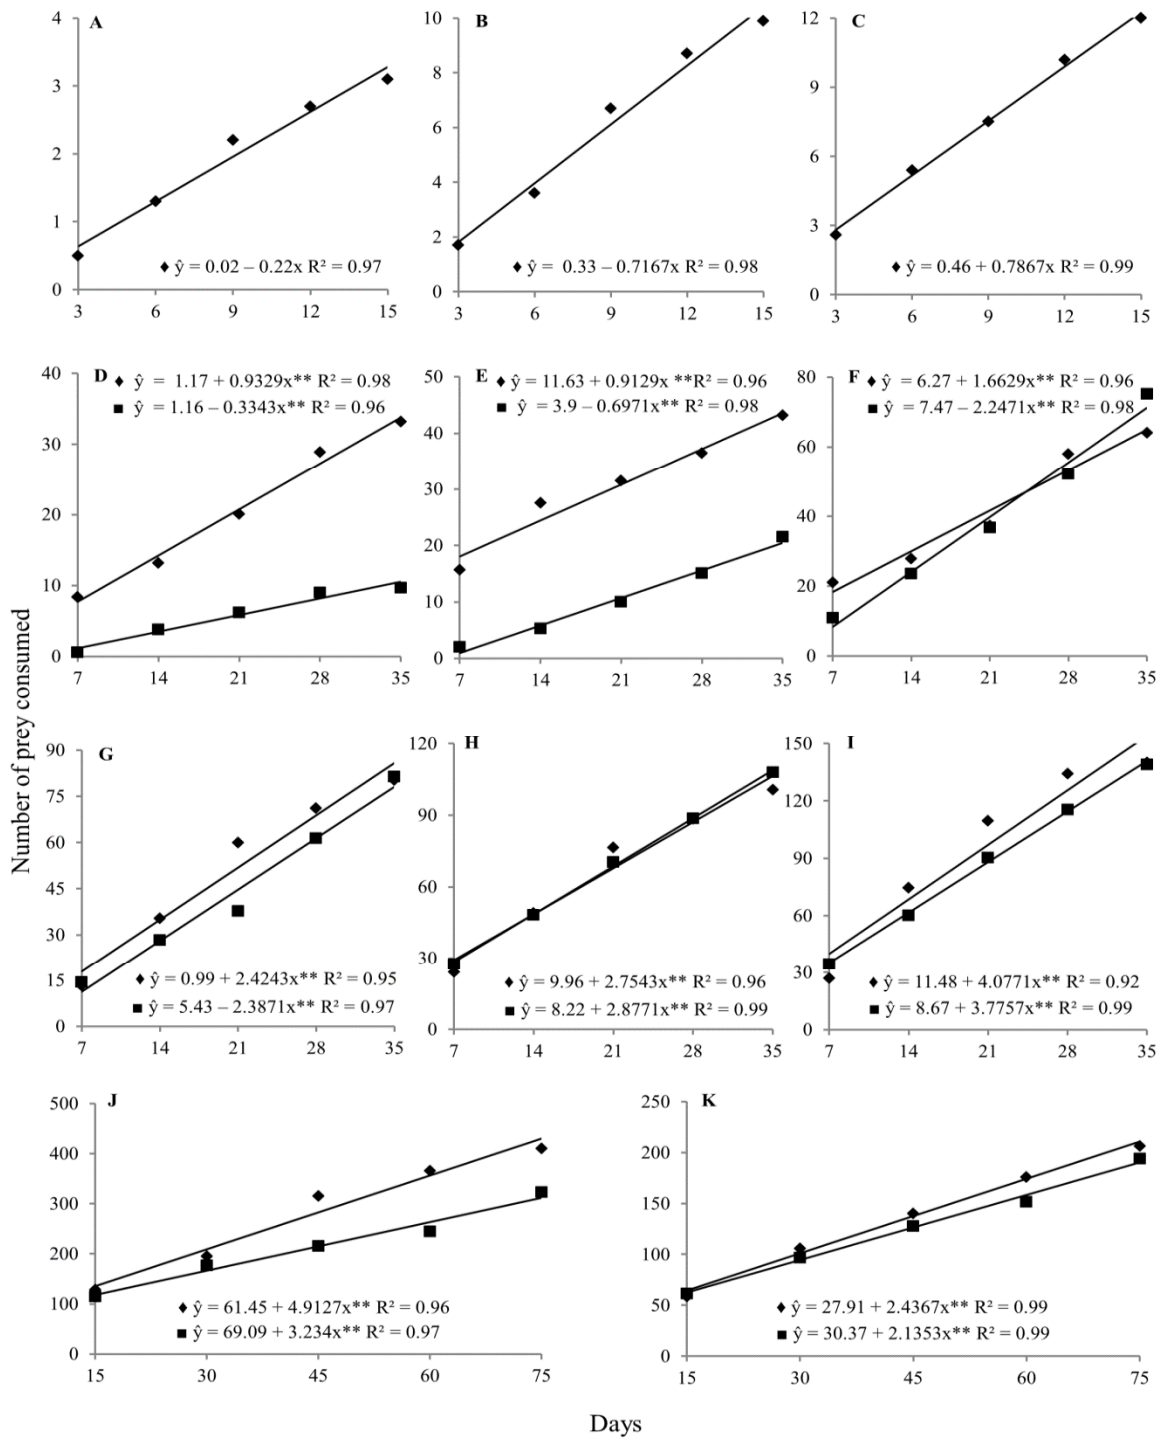 A
4
3
2
1
0
3 6 9 12 15
ŷ = 0.02 – 0.22x R² = 0.97
B
10
8
6
4
2
0
3 6 9 12 15
ŷ = 0.33 – 0.7167x R² = 0.98
C
12
9
6
3
0
3 6 9 12 15
ŷ = 0.46 + 0.7867x R² = 0.99
D
ŷ = 1.17 + 0.9329x** R² = 0.98
ŷ = 1.16 – 0.3343x** R² = 0.96
40
30
20
10
0
7 14 21 28 35
E
ŷ = 11.63 + 0.9129x **R² = 0.96
ŷ = 3.9 – 0.6971x** R² = 0.98
50
40
30
20
10
0
7 14 21 28 35
F
ŷ = 6.27 + 1.6629x** R² = 0.96
ŷ = 7.47 – 2.2471x** R² = 0.98
80
60
40
20
0
7 14 21 28 35
Number of prey consumed
G
90
75
60
45
30
15
0
7 14 21 28 35
ŷ = 0.99 + 2.4243x** R² = 0.95
ŷ = 5.43 – 2.3871x** R² = 0.97
H
120
90
60
30
0
7 14 21 28 35
ŷ = 9.96 + 2.7543x** R² = 0.96
ŷ = 8.22 + 2.8771x** R² = 0.99
I
150
120
90
60
30
0
7 14 21 28 35
ŷ = 11.48 + 4.0771x** R² = 0.92
ŷ = 8.67 + 3.7757x** R² = 0.99
J
500
400
300
200
100
0
15 30 45 60 75
ŷ = 61.45 + 4.9127x** R² = 0.96
ŷ = 69.09 + 3.234x** R² = 0.97
K
250
200
150
100
50
0
15 30 45 60 75
ŷ = 27.91 + 2.4367x** R² = 0.99
ŷ = 30.37 + 2.1353x** R² = 0.99
Days